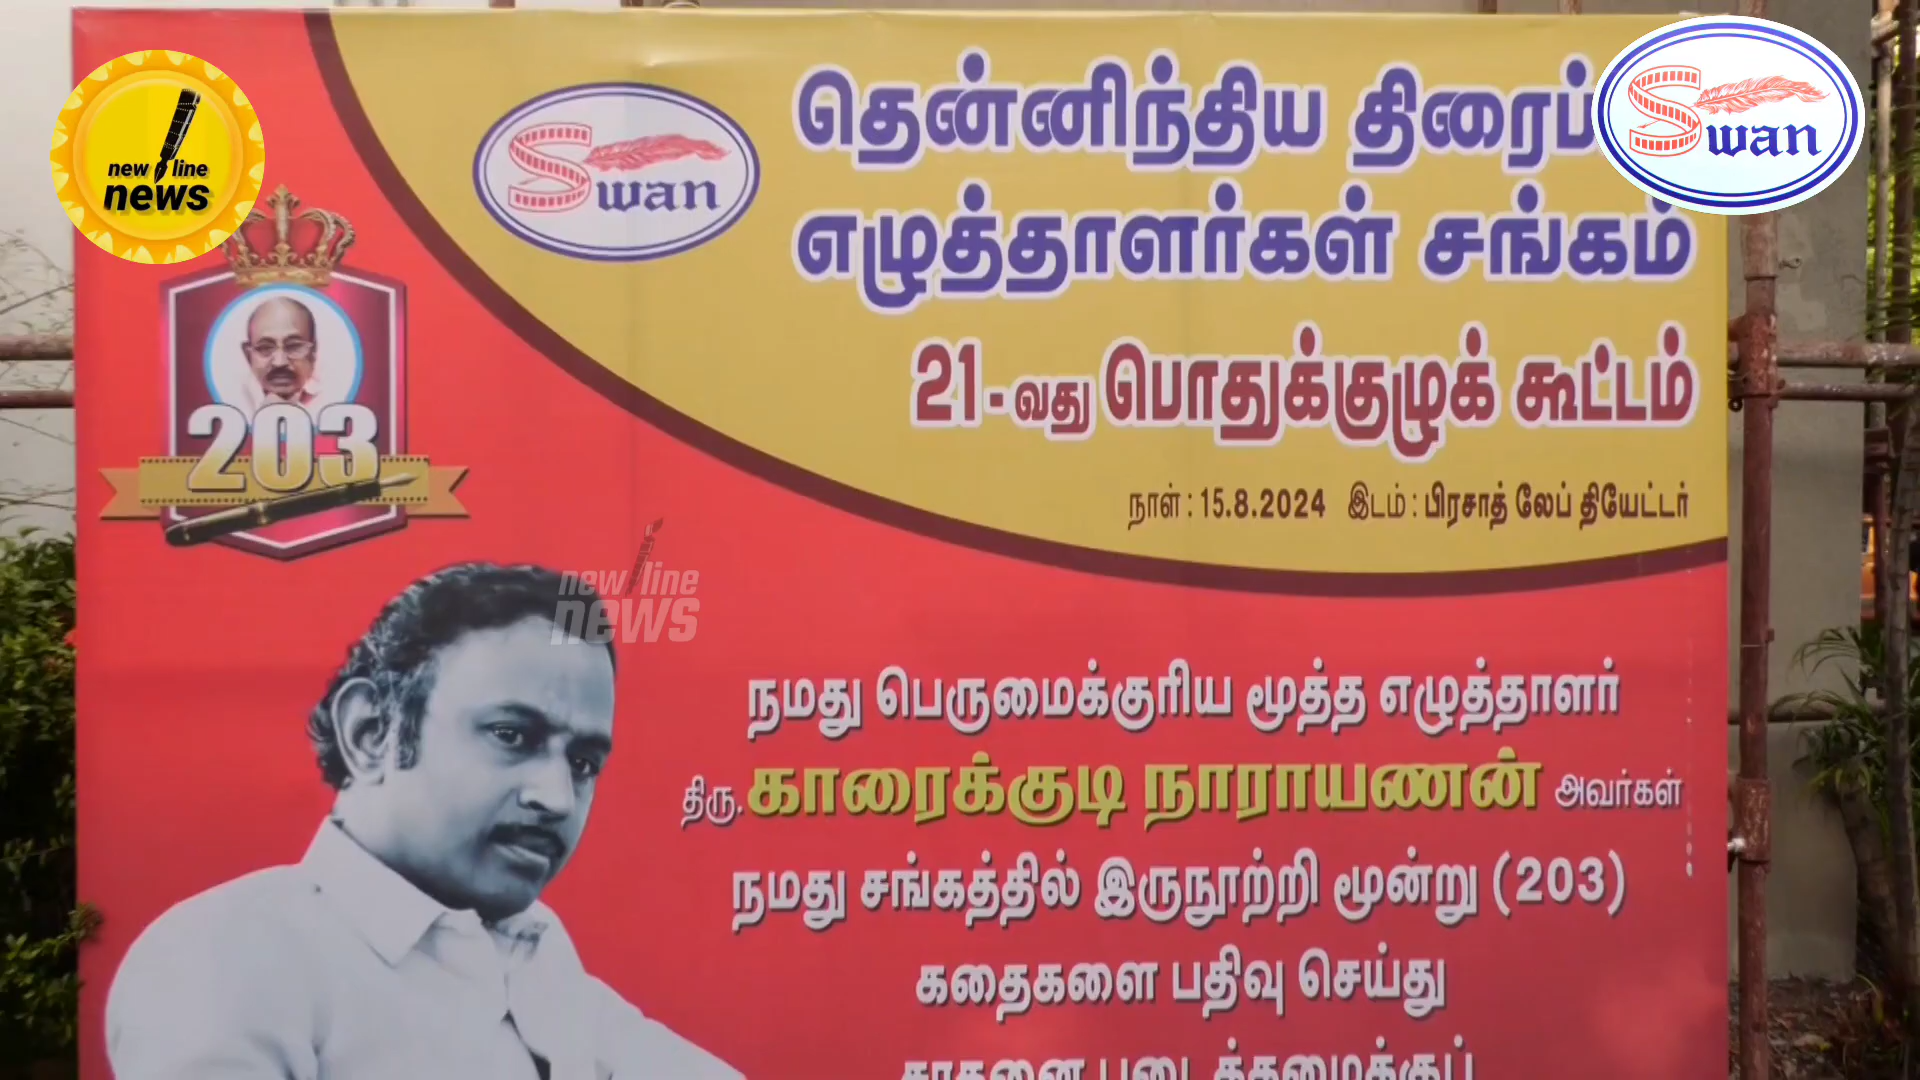 new line
news
Swan
தென்னிந்திய
எழுத்தாளர்கள் சங்கம்
21-வது பொதுக்குழுக் கூட்டம்
நாள் : 15.8.2024 இடம் : பிரசாத் லேப் தியேட்டர்
Swan
203
new line
news
நமது பெருமைக்குரிய மூத்த எழுத்தாளர்
திரு. காரைக்குடி நாராயணன் அவர்கள்
நமது சங்கத்தில் இருநூற்றி மூன்று (203)
கதைகளை பதிவு செய்து